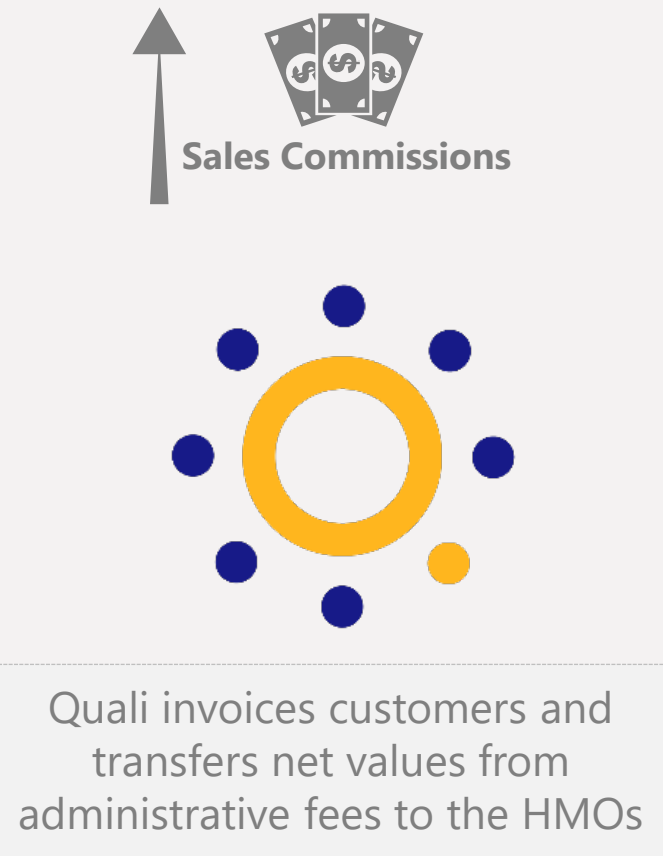 Sales Commissions
Quali invoices customers and
transfers net values from
administrative fees to the HMOs